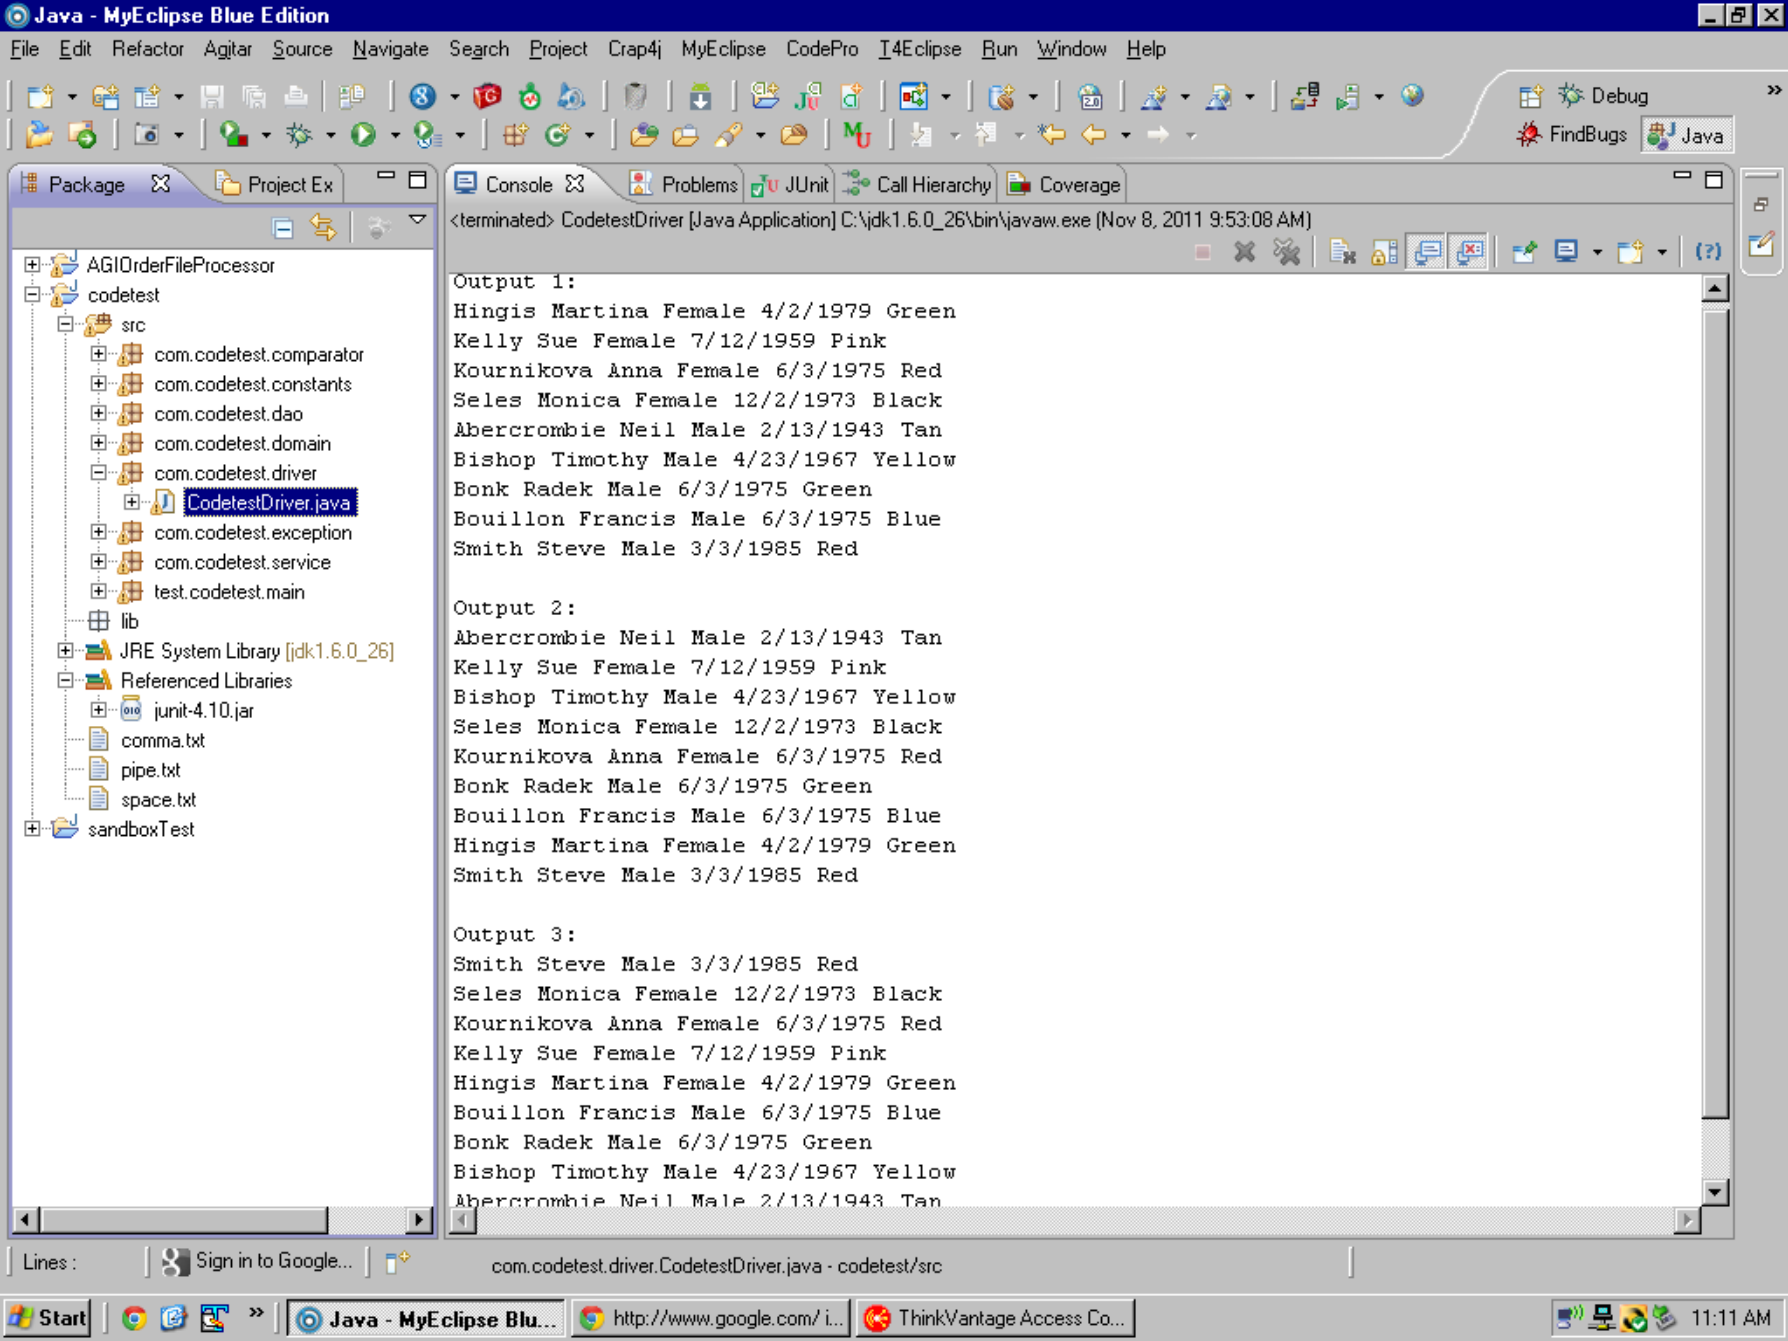 Java - MyEclipse Blue Edition
File Edit Refactor Agitar Source Navigate Search Project Crap4j MyEclipse CodePro T4Eclipse Run Window Help
Debug
FindBugs Java
Package Project Ex
Console Problems JUnit Call Hierarchy Coverage
<terminated> CodetestDriver [Java Application] C:\jdk1.6.0_26\bin\javaw.exe (Nov 8, 2011 9:53:08 AM)
AGIOrderFileProcessor
codetest
src
com.codetest.comparator
com.codetest.constants
com.codetest.dao
com.codetest.domain
com.codetest.driver
CodetestDriver.java
com.codetest.exception
com.codetest.service
test.codetest.main
lib
JRE System Library [jdk1.6.0_26]
Referenced Libraries
junit-4.10.jar
comma.txt
pipe.txt
space.txt
sandboxTest
Output 1:
Hingis Martina Female 4/2/1979 Green
Kelly Sue Female 7/12/1959 Pink
Kournikova Anna Female 6/3/1975 Red
Seles Monica Female 12/2/1973 Black
Abercrombie Neil Male 2/13/1943 Tan
Bishop Timothy Male 4/23/1967 Yellow
Bonk Radek Male 6/3/1975 Green
Bouillon Francis Male 6/3/1975 Blue
Smith Steve Male 3/3/1985 Red
Output 2:
Abercrombie Neil Male 2/13/1943 Tan
Kelly Sue Female 7/12/1959 Pink
Bishop Timothy Male 4/23/1967 Yellow
Seles Monica Female 12/2/1973 Black
Kournikova Anna Female 6/3/1975 Red
Bonk Radek Male 6/3/1975 Green
Bouillon Francis Male 6/3/1975 Blue
Hingis Martina Female 4/2/1979 Green
Smith Steve Male 3/3/1985 Red
Output 3:
Smith Steve Male 3/3/1985 Red
Seles Monica Female 12/2/1973 Black
Kournikova Anna Female 6/3/1975 Red
Kelly Sue Female 7/12/1959 Pink
Hingis Martina Female 4/2/1979 Green
Bouillon Francis Male 6/3/1975 Blue
Bonk Radek Male 6/3/1975 Green
Bishop Timothy Male 4/23/1967 Yellow
Abercrombie Neil Male 2/13/1943 Tan
Lines : Sign in to Google... com.codetest.driver.CodetestDriver.java - codetest/src
Start Java - MyEclipse Blu... http://www.google.com/ i... ThinkVantage Access Co... 11:11 AM